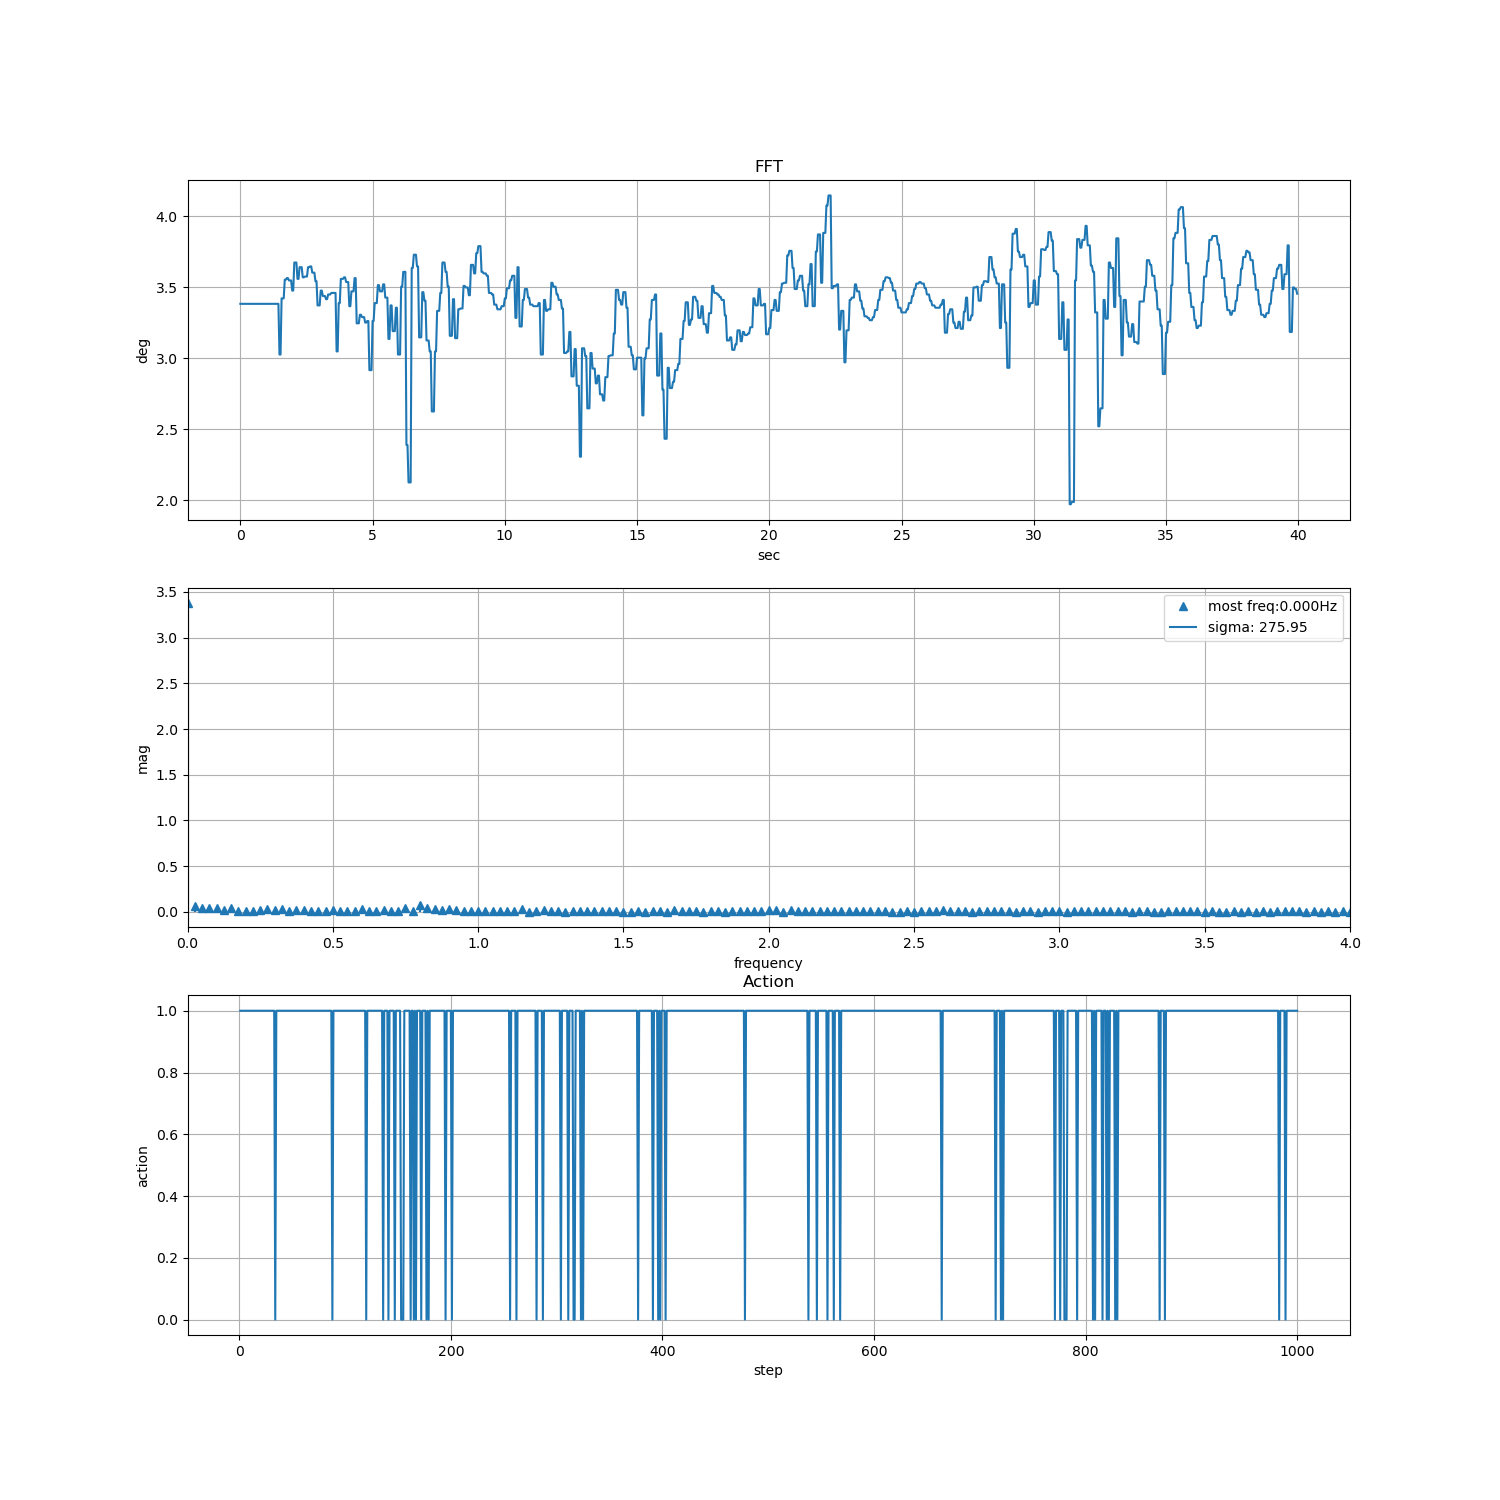 FFT
4.0
3.5
3.0
2.5
2.0
deg
0 5 10 15 20 25 30 35 40
sec
3.5
3.0
2.5
2.0
1.5
1.0
0.5
0.0
mag
most freq:0.000Hz
sigma: 275.95
0.0 0.5 1.0 1.5 2.0 2.5 3.0 3.5 4.0
frequency
Action
1.0
0.8
0.6
0.4
0.2
0.0
action
0 200 400 600 800 1000
step